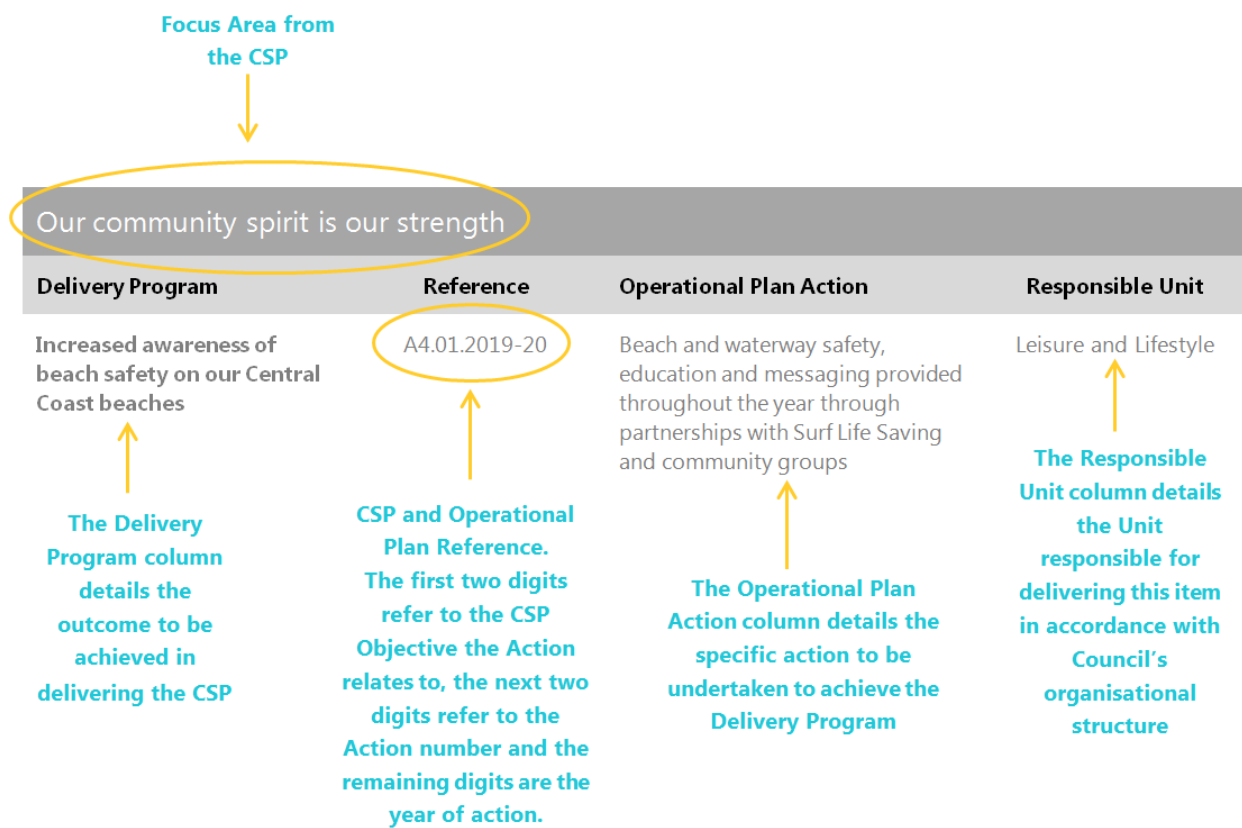 Focus Area from
the CSP
Our community spirit is our strength
Delivery Program
Reference
Operational Plan Action
Responsible Unit
Increased awareness of
beach safety on our Central
Coast beaches
A4.01.2019-20
Beach and waterway safety,
education and messaging provided
throughout the year through
partnerships with Surf Life Saving
and community groups
Leisure and Lifestyle
The Delivery
Program column
details the
outcome to be
achieved in
delivering the CSP
CSP and Operational
Plan Reference.
The first two digits
refer to the CSP
Objective the Action
relates to, the next two
digits refer to the
Action number and the
remaining digits are the
year of action.
The Operational Plan
Action column details the
specific action to be
undertaken to achieve the
Delivery Program
The Responsible
Unit column details
the Unit
responsible for
delivering this item
in accordance with
Council's
organisational
structure